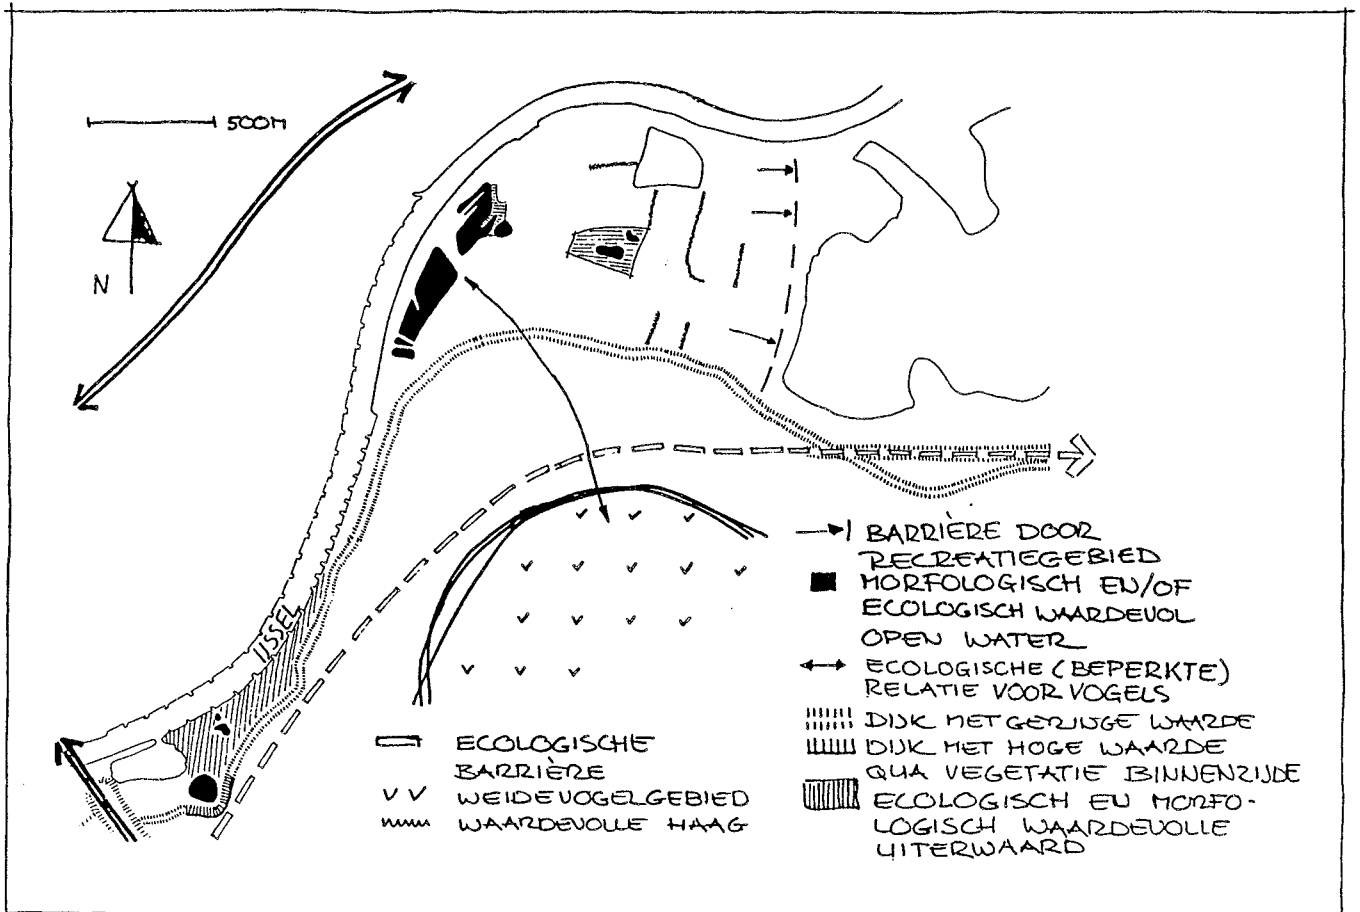 500M
N
IJSSEL
BARRIÈRE DOOR
RECREATIEGEBIED
MORFOLOGISCH EN/OF
ECOLOGISCH WAARDEVOL
OPEN WATER
ECOLOGISCHE (BEPERKTE)
RELATIE VOOR VOGELS
DIJK MET GERINGE WAARDE
DIJK MET HOGE WAARDE
QUA VEGETATIE BINNENZIJDE
ECOLOGISCH EN MORFO-
LOGISCH WAARDEVOLLE
UITERWAARD
ECOLOGISCHE
BARRIÈRE
WEIDEVOGELGEBIED
WAARDEVOLLE HAAG